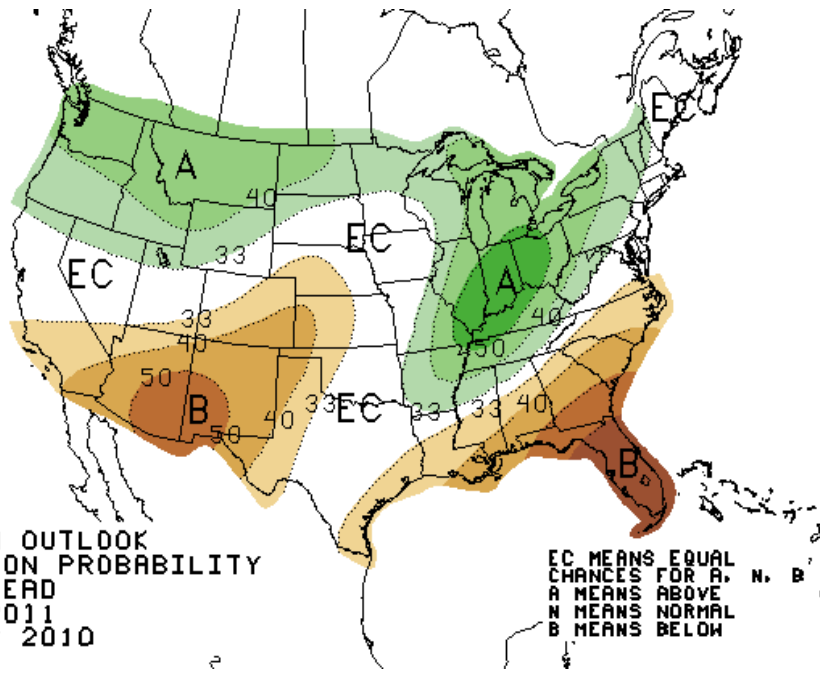 EC
A
40
EC
33
EC
A
33
40
40
50
50
B
50
40
33
EC
33
33
40
B
OUTLOOK
ON PROBABILITY
EAD
011
2010
EC MEANS EQUAL
CHANCES FOR A, N, B
A MEANS ABOVE
N MEANS NORMAL
B MEANS BELOW